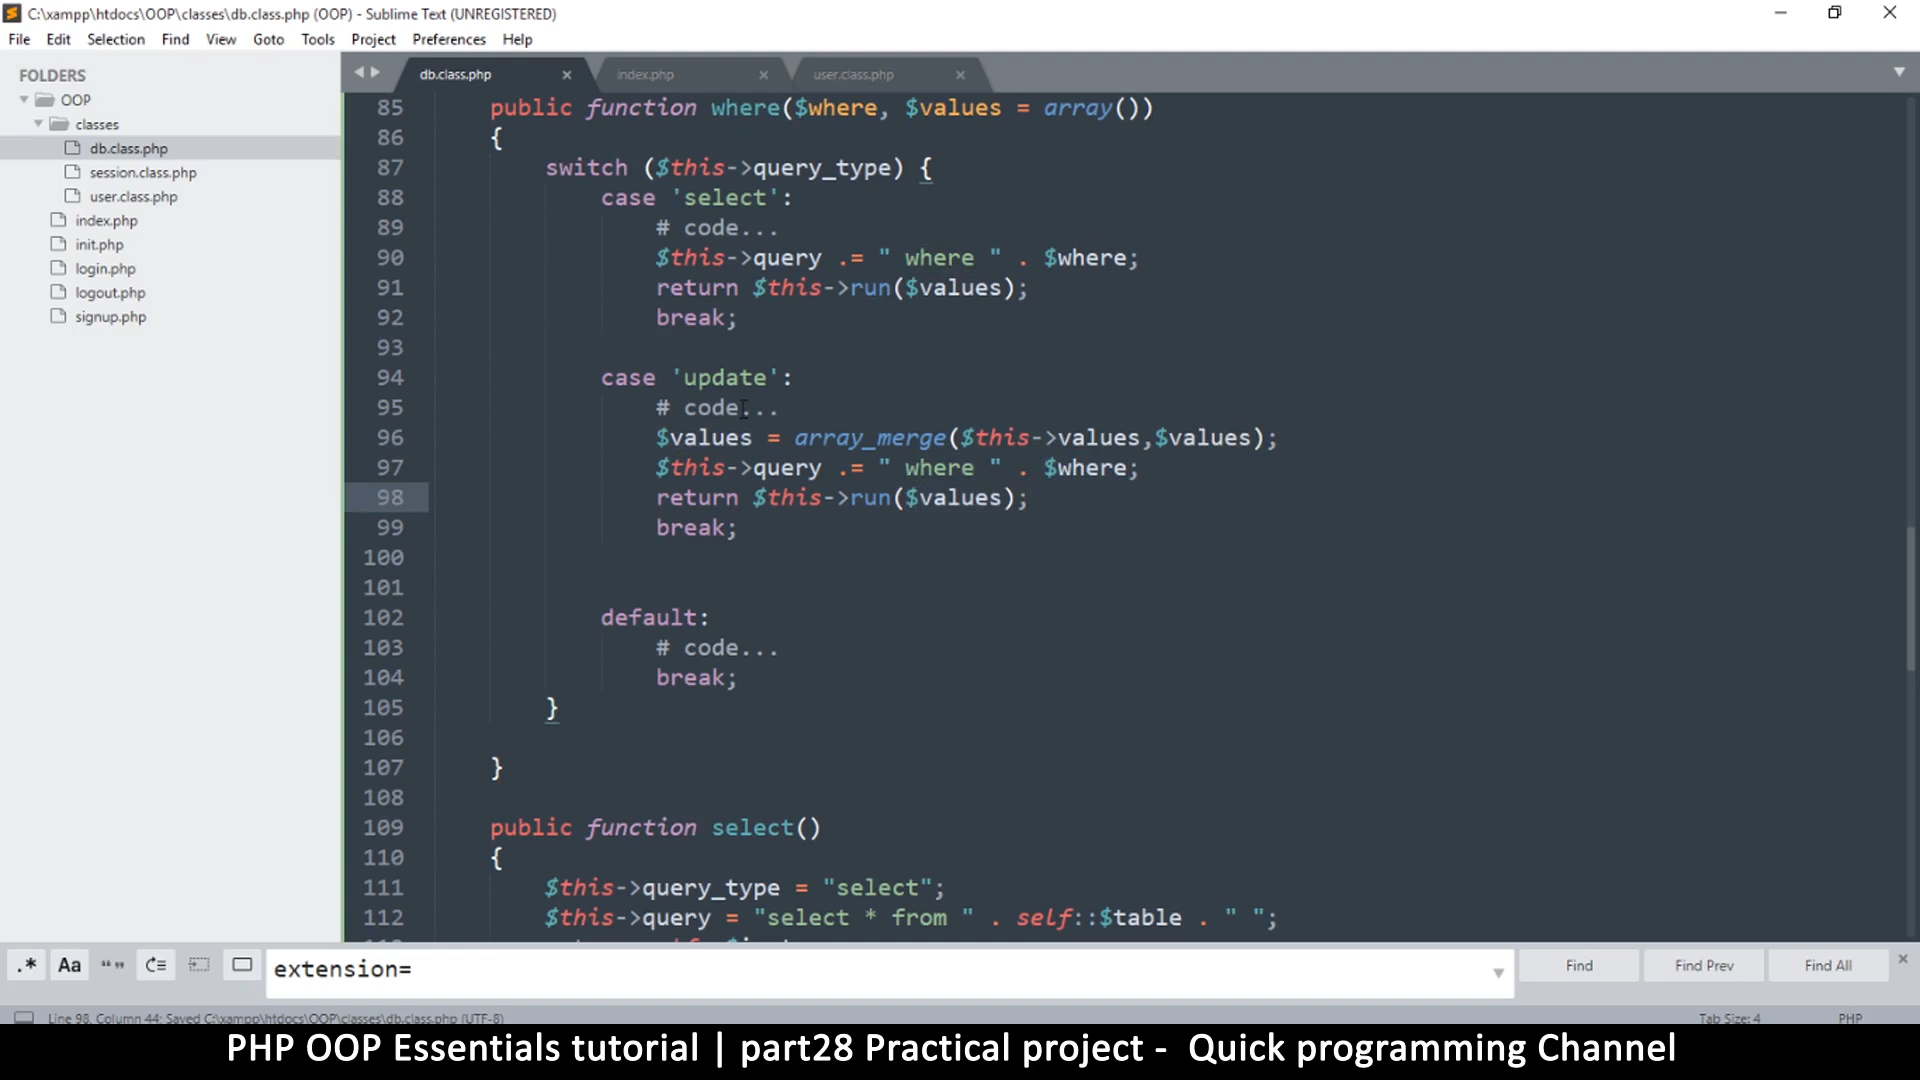 C:\xampp\htdocs\OOP\classes\db.class.php (OOP) - Sublime Text (UNREGISTERED)
File Edit Selection Find View Goto Tools Project Preferences Help
FOLDERS
OOP
classes
db.class.php
session.class.php
user.class.php
index.php
init.php
login.php
logout.php
signup.php
db.class.php index.php user.class.php
85 public function where($where, $values = array())
86 {
87 switch ($this->query_type) {
88 case 'select':
89 # code...
90 $this->query .= " where " . $where;
91 return $this->run($values);
92 break;
93
94 case 'update':
95 # code...
96 $values = array_merge($this->values,$values);
97 $this->query .= " where " . $where;
98 return $this->run($values);
99 break;
100
101
102 default:
103 # code...
104 break;
105 }
106
107 }
108
109 public function select()
110 {
111 $this->query_type = "select";
112 $this->query = "select * from " . self::$table . " ";
.* Aa “” extension= Find Find Prev Find All
Line 98, Column 44; Saved C:\xampp\htdocs\OOP\classes\db.class.php (UTF-8) Tab Size: 4 PHP
PHP OOP Essentials tutorial | part28 Practical project - Quick programming Channel